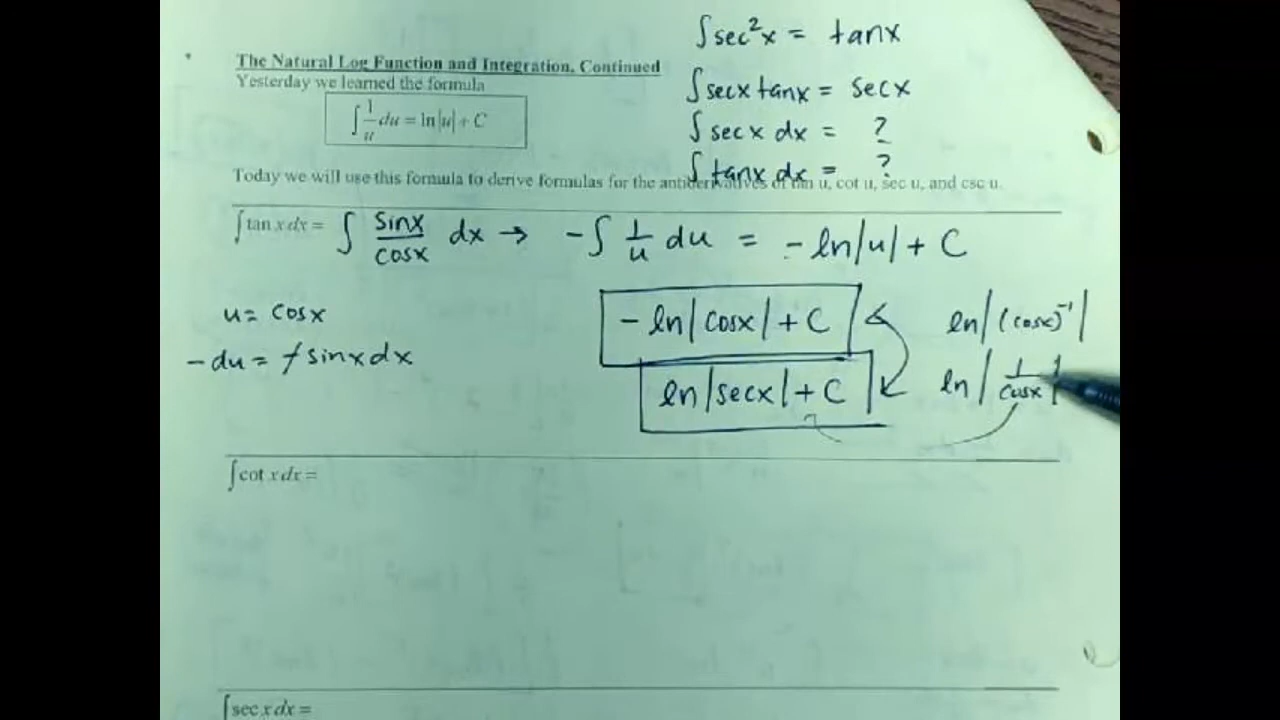 ∫sec²x = tanx
The Natural Log Function and Integration, Continued
Yesterday we learned the formula
∫secx tanx = secx
∫ 1/u du = ln|u| + C
∫secx dx = ?
∫tanx dx = ?
Today we will use this formula to derive formulas for the antiderivatives of tan u, cot u, sec u, and csc u.
∫tan x dx = ∫ sinx/cosx dx → -∫ 1/u du = -ln|u| + C
u = cosx
-ln|cosx| + C
ln|(cosx)⁻¹|
-du = ⁄sinxdx
ln|secx| + C
ln|1/cosx|
∫cot x dx =
∫sec x dx =